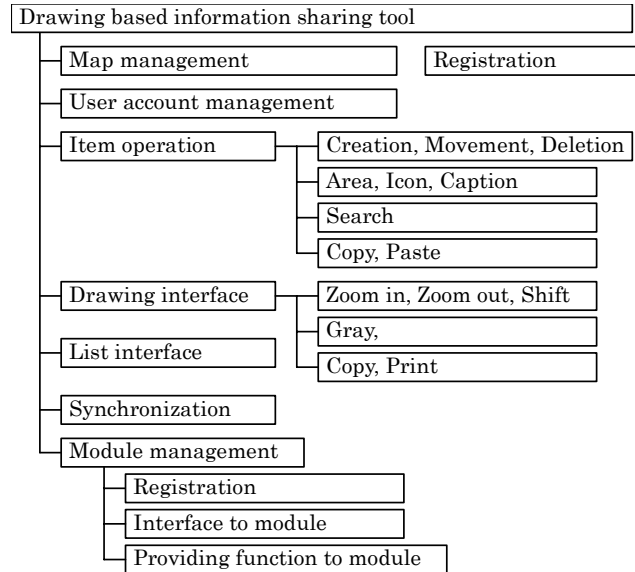 Drawing based information sharing tool
Map management
Registration
User account management
Item operation
Creation, Movement, Deletion
Area, Icon, Caption
Search
Copy, Paste
Drawing interface
Zoom in, Zoom out, Shift
Gray,
List interface
Copy, Print
Synchronization
Module management
Registration
Interface to module
Providing function to module